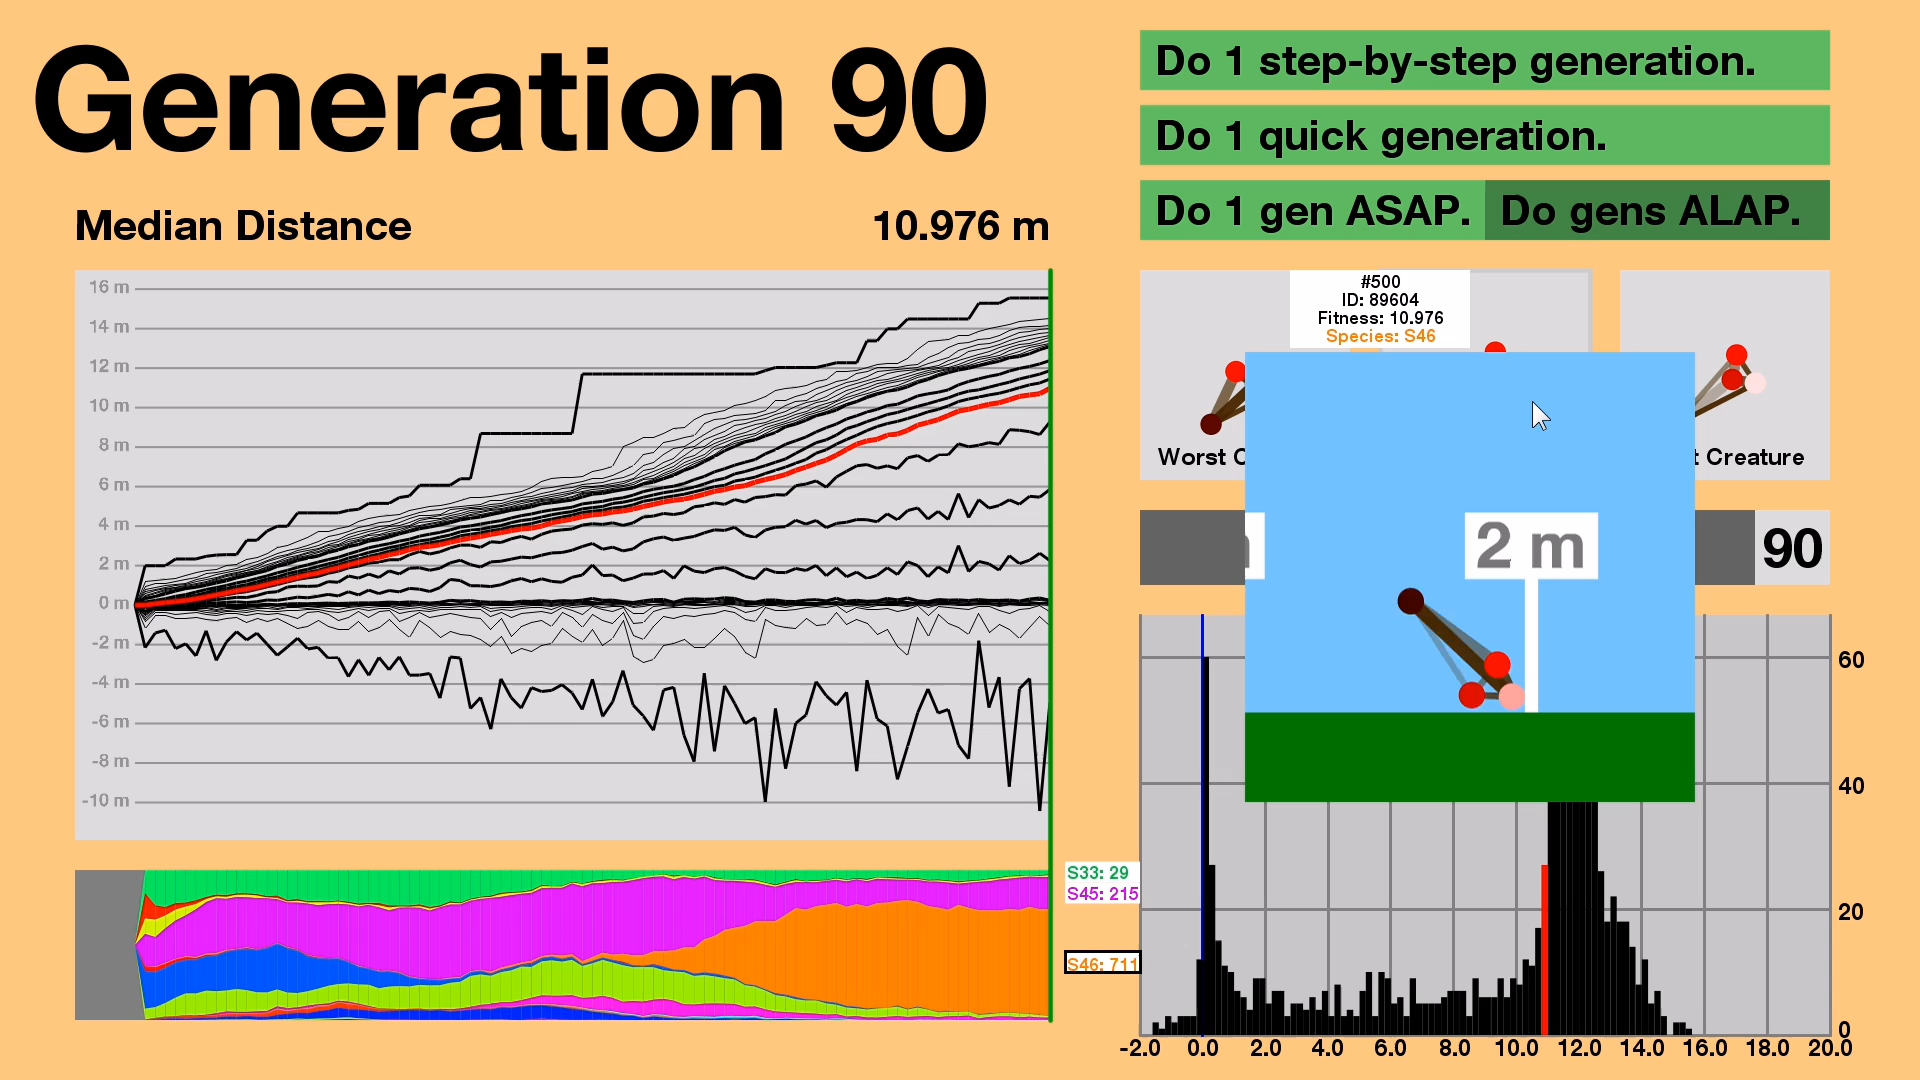 Generation 90
Do 1 step-by-step generation.
Do 1 quick generation.
Do 1 gen ASAP.
Do gens ALAP.
Median Distance
10.976 m
16 m
14 m
12 m
10 m
8 m
6 m
4 m
2 m
0 m
-2 m
-4 m
-6 m
-8 m
-10 m
#500
ID: 89604
Fitness: 10.976
Species: S46
Worst C
t Creature
2 m
90
S33: 29
S45: 215
S46: 711
60
40
20
0
-2.0 0.0 2.0 4.0 6.0 8.0 10.0 12.0 14.0 16.0 18.0 20.0